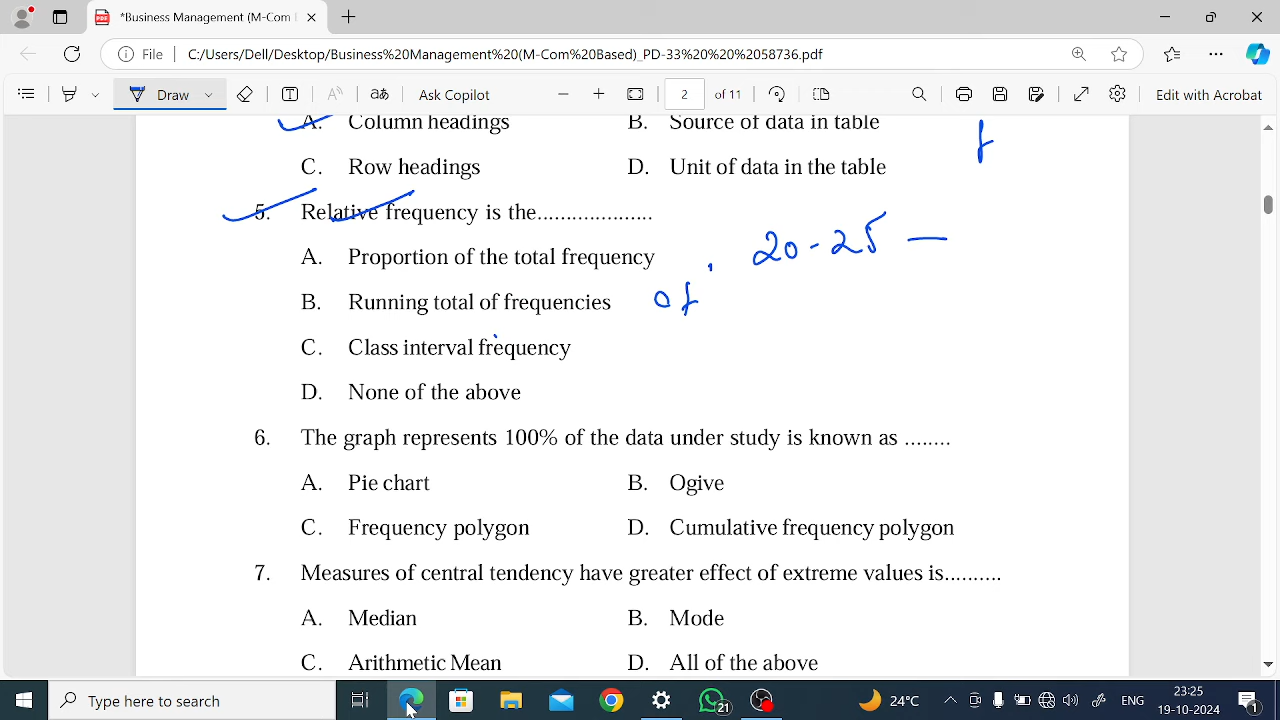 *Business Management (M-Com
File C:/Users/Dell/Desktop/Business%20Management%20(M-Com%20Based)_PD-33%20%20%2058736.pdf
Draw Ask Copilot 2 of 11 Edit with Acrobat
A. Column headings B. Source of data in table
f
C. Row headings D. Unit of data in the table
5. Relative frequency is the....................
20-25 —
A. Proportion of the total frequency
B. Running total of frequencies of
C. Class interval frequency
D. None of the above
6. The graph represents 100% of the data under study is known as ........
A. Pie chart B. Ogive
C. Frequency polygon D. Cumulative frequency polygon
7. Measures of central tendency have greater effect of extreme values is..........
A. Median B. Mode
C. Arithmetic Mean D. All of the above
Type here to search 21 24°C ENG 23:25 19-10-2024 1